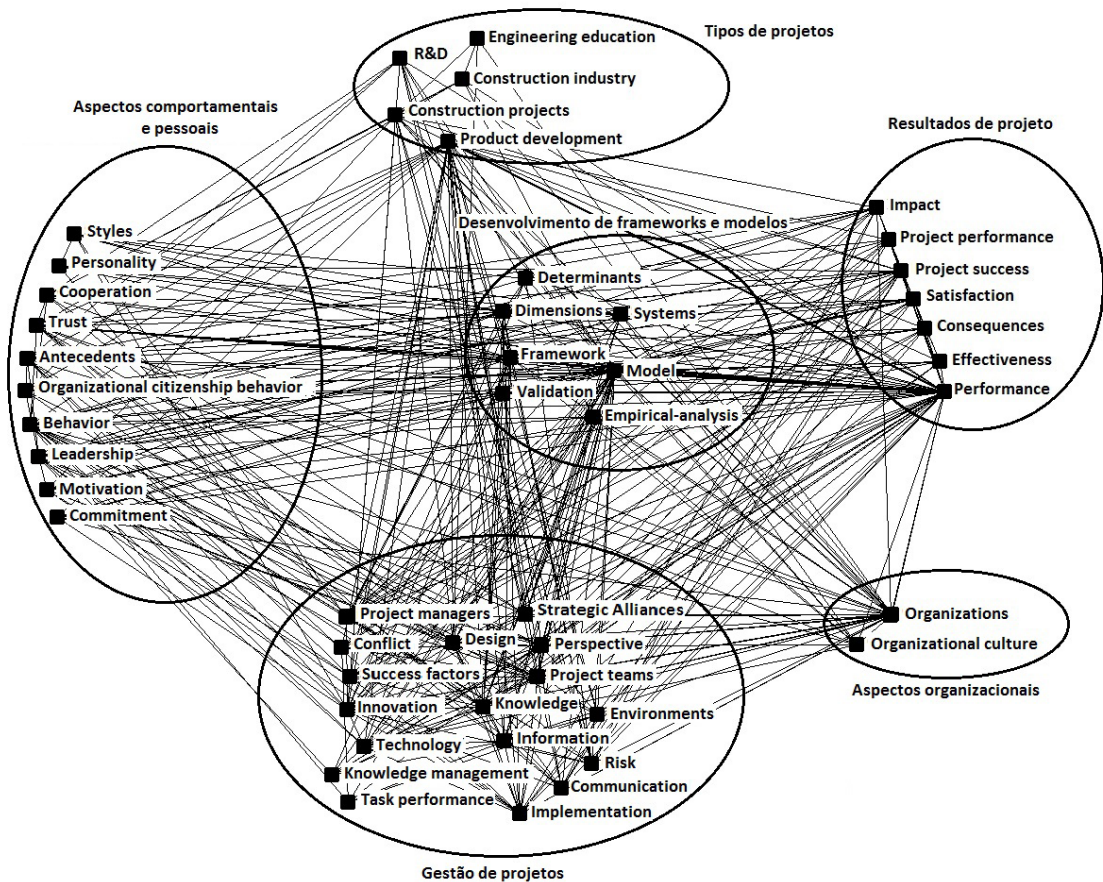 Tipos de projetos
Engineering education
R&D
Construction industry
Construction projects
Product development
Aspectos comportamentais
e pessoais
Styles
Personality
Cooperation
Trust
Antecedents
Organizational citizenship behavior
Behavior
Leadership
Motivation
Commitment
Desenvolvimento de frameworks e modelos
Determinants
Dimensions
Systems
Framework
Model
Validation
Empirical-analysis
Resultados de projeto
Impact
Project performance
Project success
Satisfaction
Consequences
Effectiveness
Performance
Organizations
Organizational culture
Aspectos organizacionais
Project managers
Strategic Alliances
Conflict
Design
Perspective
Success factors
Project teams
Innovation
Knowledge
Environments
Technology
Information
Risk
Knowledge management
Communication
Task performance
Implementation
Gestão de projetos